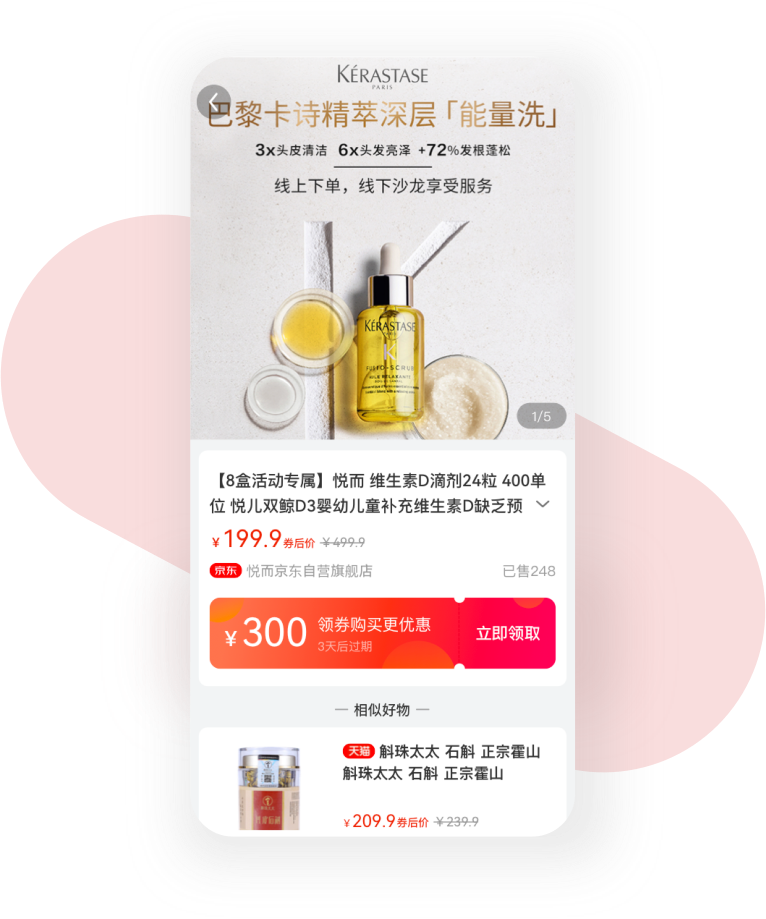 KÉRASTASE
PARIS
巴黎卡诗精萃深层「能量洗」
3x头皮清洁 6x头发亮泽 +72%发根蓬松
线上下单，线下沙龙享受服务
KÉRASTASE
K
FUSIO-SCRUB
HUILE RELAXANTE
1/5
【8盒活动专属】悦而 维生素D滴剂24粒 400单
位 悦儿双鲸D3婴幼儿童补充维生素D缺乏预
￥199.9券后价 ￥499.9
京东 悦而京东自营旗舰店 已售248
￥300 领券购买更优惠
3天后过期
立即领取
相似好物
天猫 斛珠太太 石斛 正宗霍山
斛珠太太 石斛 正宗霍山
￥209.9券后价 ￥239.9